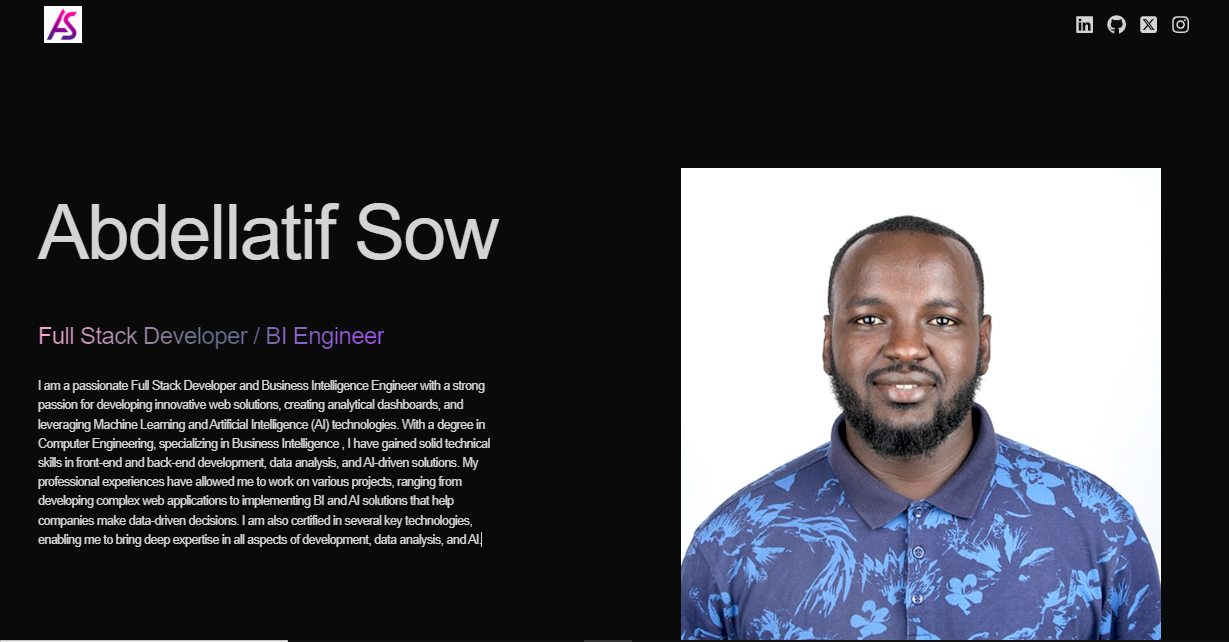 AS
in
X
Abdellatif Sow
Full Stack Developer / BI Engineer
I am a passionate Full Stack Developer and Business Intelligence Engineer with a strong
passion for developing innovative web solutions, creating analytical dashboards, and
leveraging Machine Learning and Artificial Intelligence (AI) technologies. With a degree in
Computer Engineering, specializing in Business Intelligence , I have gained solid technical
skills in front-end and back-end development, data analysis, and AI-driven solutions. My
professional experiences have allowed me to work on various projects, ranging from
developing complex web applications to implementing BI and AI solutions that help
companies make data-driven decisions. I am also certified in several key technologies,
enabling me to bring deep expertise in all aspects of development, data analysis, and AI.